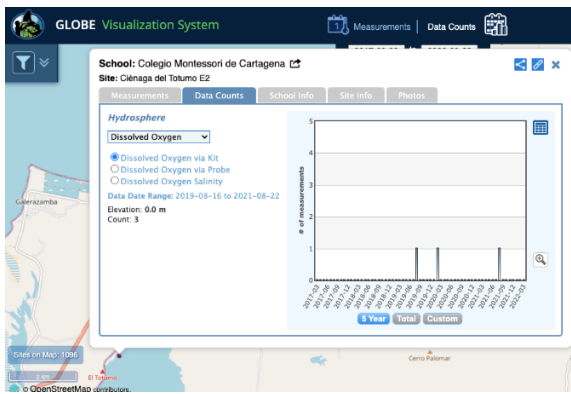 GLOBE Visualization System
Measurements | Data Counts
School: Colegio Montessori de Cartagena
Site: Ciénaga del Totumo E2
Measurements Data Counts School Info Site Info Photos
Hydrosphere
Dissolved Oxygen
Dissolved Oxygen via Kit
Dissolved Oxygen via Probe
Dissolved Oxygen Salinity
Data Date Range: 2019-08-16 to 2021-08-22
Elevation: 0.0 m
Count: 3
# of measurements
5
4
3
2
1
0
2017-03 2017-06 2017-09 2017-12 2018-03 2018-06 2018-09 2018-12 2019-03 2019-06 2019-09 2019-12 2020-03 2020-06 2020-09 2020-12 2021-03 2021-06 2021-09 2021-12 2022-03
5 Year Total Custom
Galerazamba
Sites on Map: 1096
2 km
El Totumo
Cerro Palomar
© OpenStreetMap contributors.